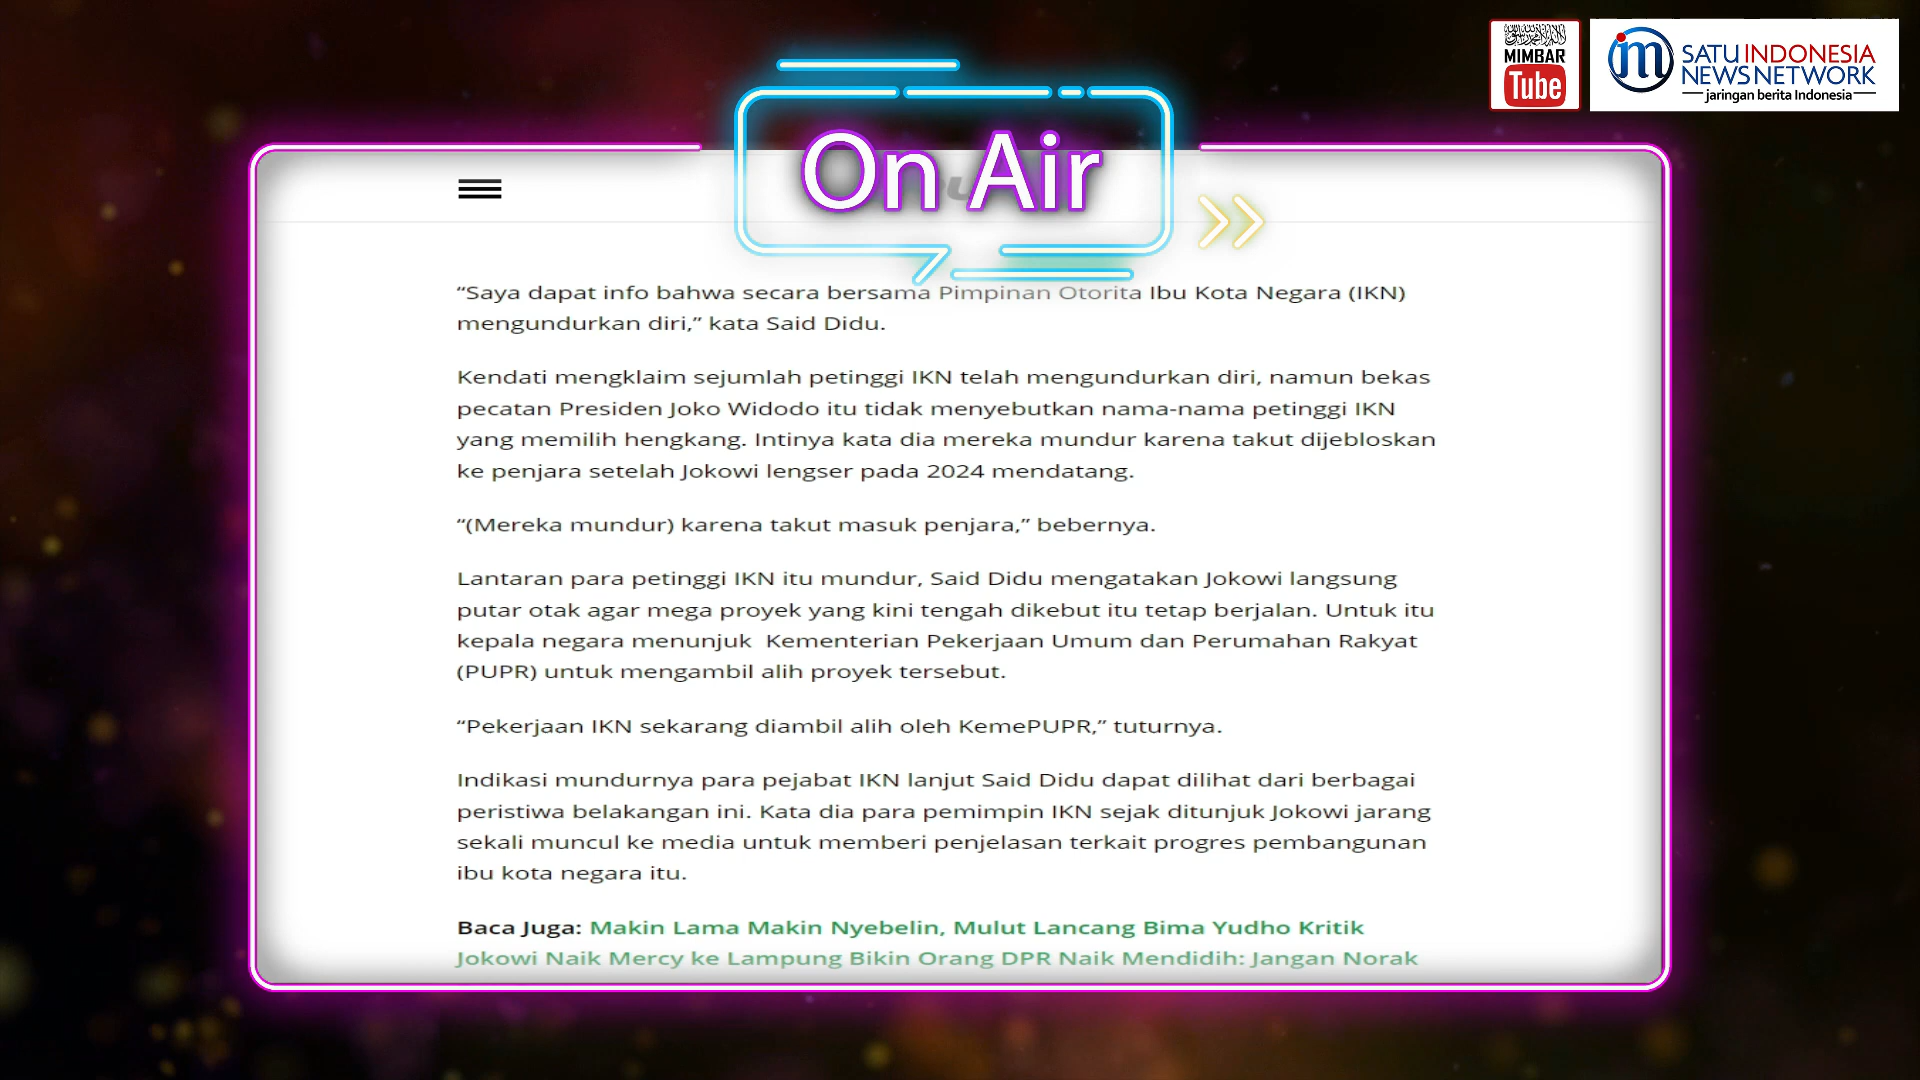 MIMBAR
Tube
SATU INDONESIA
NEWS NETWORK
jaringan berita Indonesia
On Air
“Saya dapat info bahwa secara bersama Pimpinan Otorita Ibu Kota Negara (IKN)
mengundurkan diri,” kata Said Didu.
Kendati mengklaim sejumlah petinggi IKN telah mengundurkan diri, namun bekas
pecatan Presiden Joko Widodo itu tidak menyebutkan nama-nama petinggi IKN
yang memilih hengkang. Intinya kata dia mereka mundur karena takut dijebloskan
ke penjara setelah Jokowi lengser pada 2024 mendatang.
“(Mereka mundur) karena takut masuk penjara,” bebernya.
Lantaran para petinggi IKN itu mundur, Said Didu mengatakan Jokowi langsung
putar otak agar mega proyek yang kini tengah dikebut itu tetap berjalan. Untuk itu
kepala negara menunjuk  Kementerian Pekerjaan Umum dan Perumahan Rakyat
(PUPR) untuk mengambil alih proyek tersebut.
“Pekerjaan IKN sekarang diambil alih oleh KemePUPR,” tuturnya.
Indikasi mundurnya para pejabat IKN lanjut Said Didu dapat dilihat dari berbagai
peristiwa belakangan ini. Kata dia para pemimpin IKN sejak ditunjuk Jokowi jarang
sekali muncul ke media untuk memberi penjelasan terkait progres pembangunan
ibu kota negara itu.
Baca Juga: Makin Lama Makin Nyebelin, Mulut Lancang Bima Yudho Kritik
Jokowi Naik Mercy ke Lampung Bikin Orang DPR Naik Mendidih: Jangan Norak